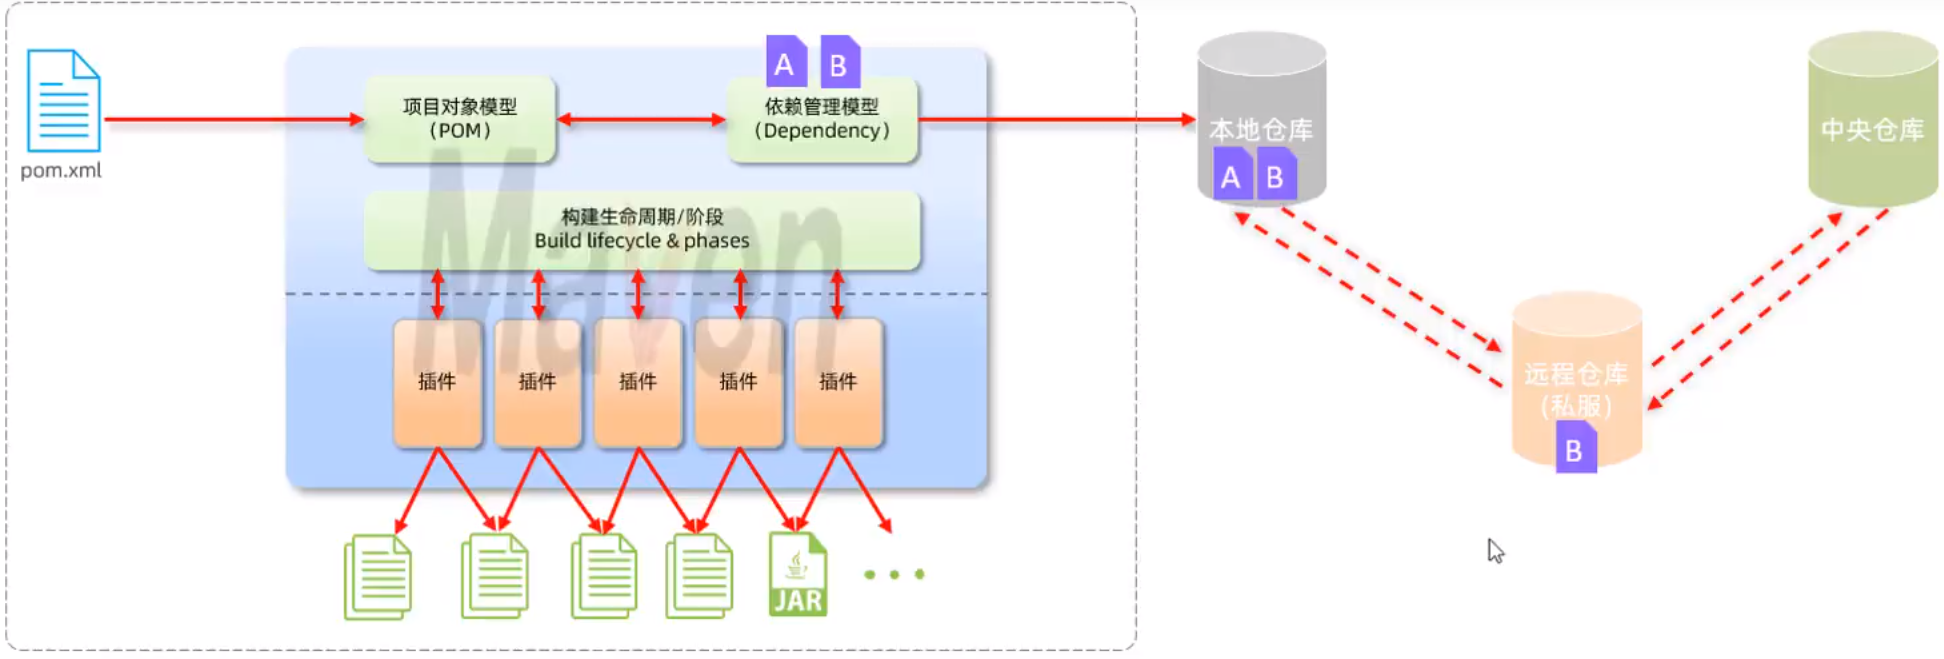 pom.xml
项目对象模型
（POM）
A
B
依赖管理模型
（Dependency）
构建生命周期/阶段
Build lifecycle & phases
Maven
插件
插件
插件
插件
插件
JAR
本地仓库
A
B
中央仓库
远程仓库
（私服）
B